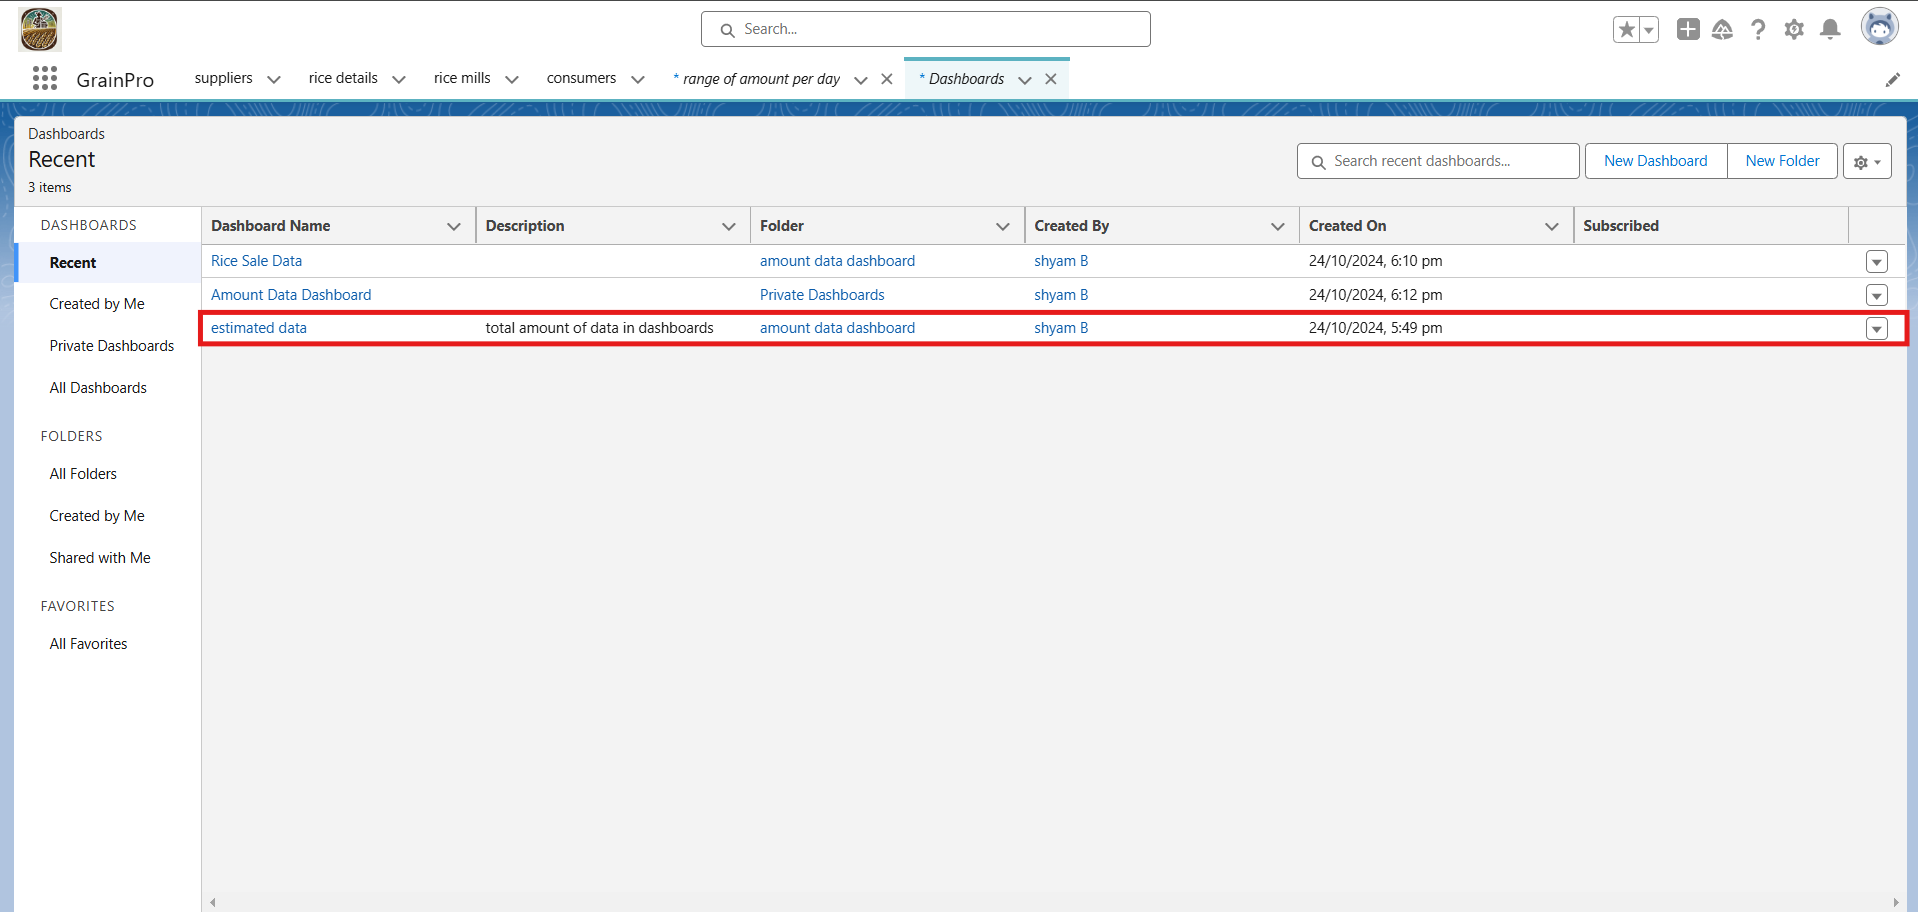 Search...
GrainPro
suppliers
rice details
rice mills
consumers
* range of amount per day
* Dashboards
Dashboards
Recent
3 items
Search recent dashboards...
New Dashboard
New Folder
DASHBOARDS
Recent
Created by Me
Private Dashboards
All Dashboards
FOLDERS
All Folders
Created by Me
Shared with Me
FAVORITES
All Favorites
Dashboard Name Description Folder Created By Created On Subscribed
Rice Sale Data amount data dashboard shyam B 24/10/2024, 6:10 pm
Amount Data Dashboard Private Dashboards shyam B 24/10/2024, 6:12 pm
estimated data total amount of data in dashboards amount data dashboard shyam B 24/10/2024, 5:49 pm